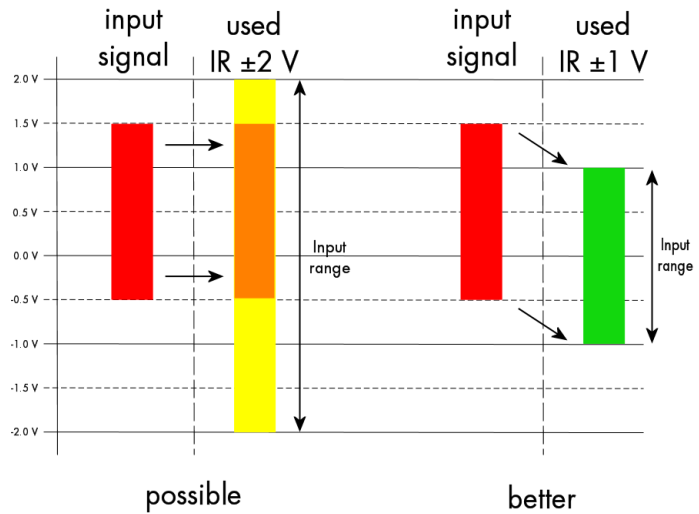 input
signal
used
IR ±2 V
input
signal
used
IR ±1 V
2.0 V
1.5 V
1.0 V
0.5 V
0.0 V
-0.5 V
-1.0 V
-1.5 V
-2.0 V
Input
range
Input
range
possible
better